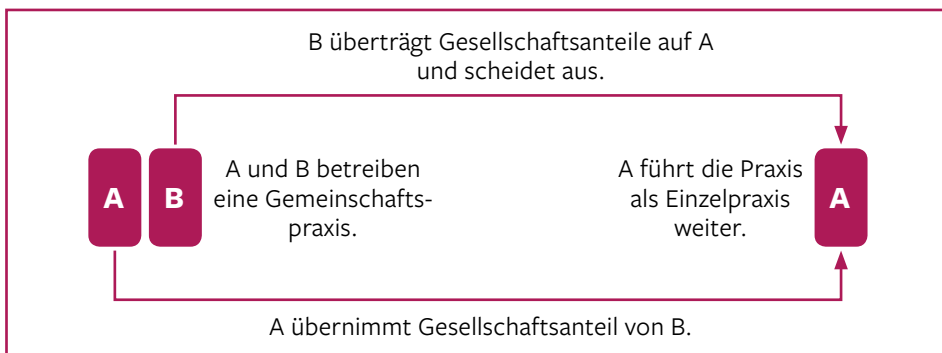 B überträgt Gesellschaftsanteile auf A
und scheidet aus.
A
B
A und B betreiben
eine Gemeinschafts-
praxis.
A führt die Praxis
als Einzelpraxis
weiter.
A
A übernimmt Gesellschaftsanteil von B.